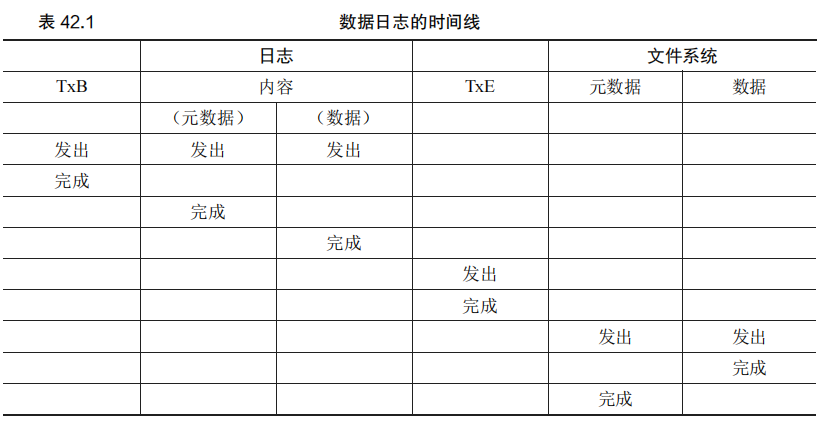 表 42.1 数据日志的时间线
日志 文件系统
TxB 内容 TxE 元数据 数据
（元数据） （数据）
发出 发出 发出
完成
完成
完成
发出
完成
发出 发出
完成
完成